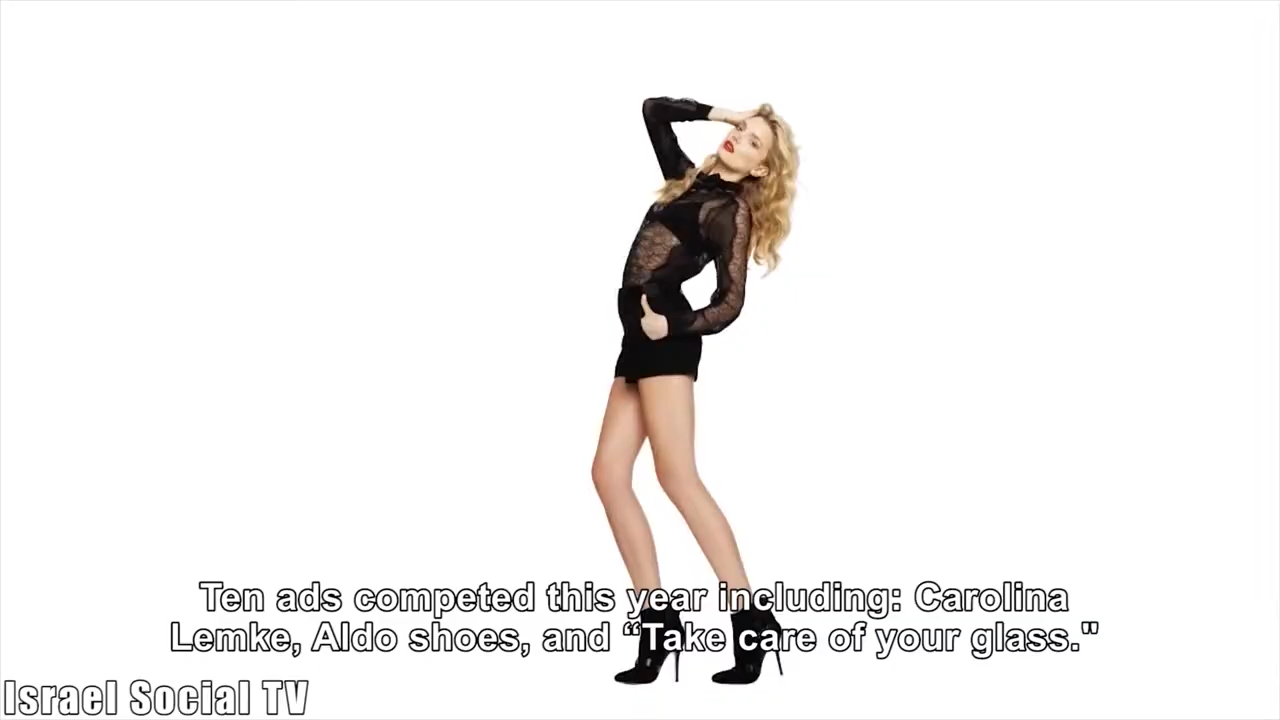 Ten ads competed this year including: Carolina
Lemke, Aldo shoes, and “Take care of your glass."
Israel Social TV